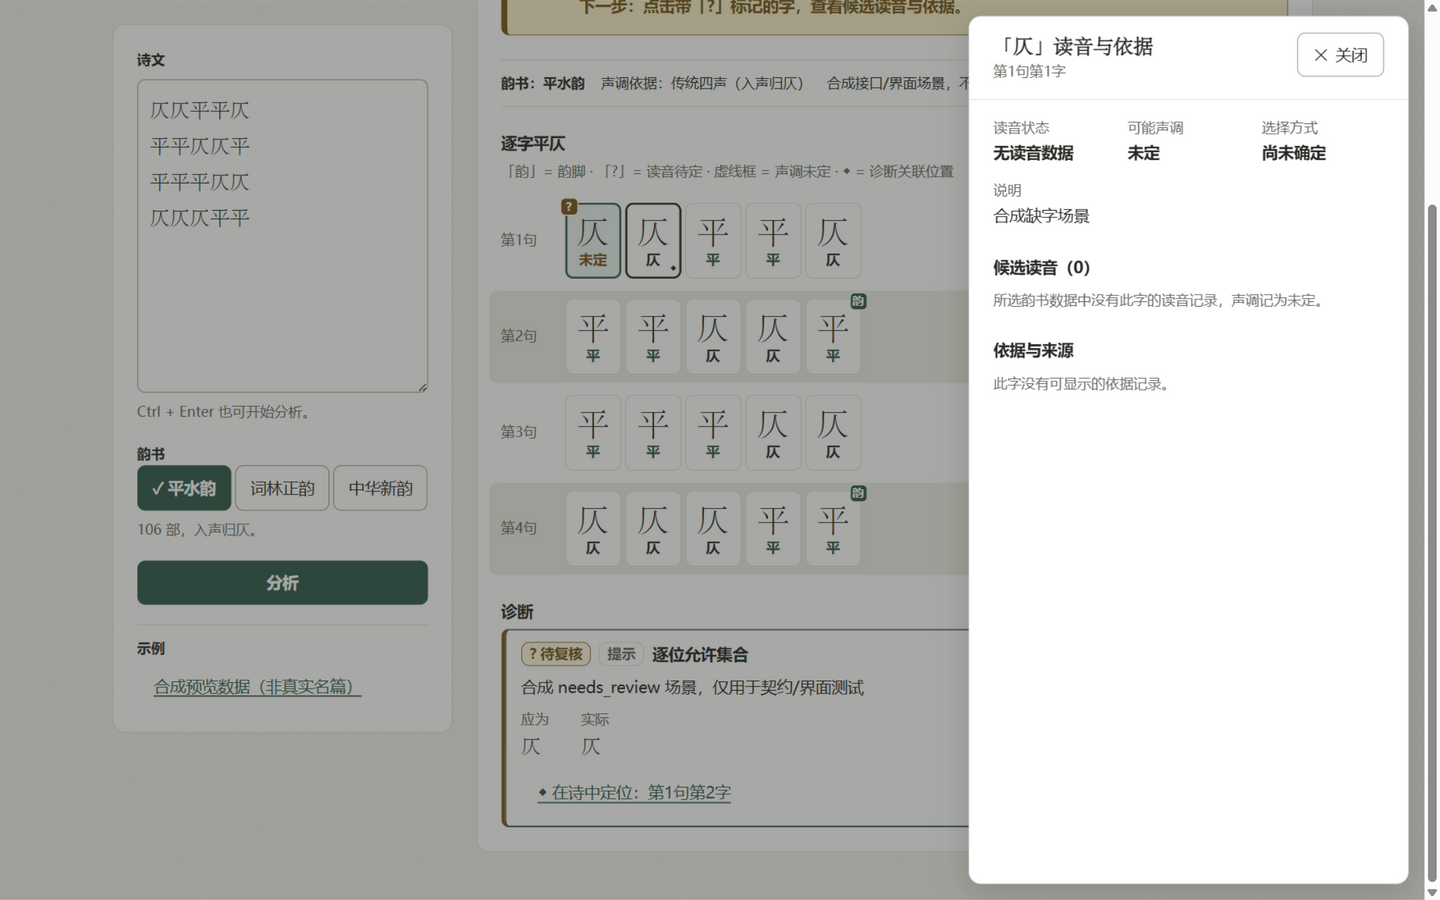 诗文
仄仄平平仄
平平仄仄平
平平平仄仄
仄仄仄平平
Ctrl + Enter 也可开始分析。
韵书
✓ 平水韵 词林正韵 中华新韵
106 部，入声归仄。
分析
示例
合成预览数据（非真实名篇）
下一步：点击带「?」标记的字，查看候选读音与依据。
韵书：平水韵 声调依据：传统四声（入声归仄） 合成接口/界面场景，
逐字平仄
「韵」= 韵脚 · 「?」= 读音待定 · 虚线框 = 声调未定 · ◆ = 诊断关联位置
第1句
?
仄 仄 平 平 仄
未定 仄 ◆ 平 平 仄
第2句
韵
平 平 仄 仄 平
平 平 仄 仄 平
第3句
平 平 平 仄 仄
平 平 平 仄 仄
第4句
韵
仄 仄 仄 平 平
仄 仄 仄 平 平
诊断
? 待复核 提示 逐位允许集合
合成 needs_review 场景，仅用于契约/界面测试
应为 实际
仄 仄
◆ 在诗中定位：第1句第2字
「仄」读音与依据
第1句第1字
× 关闭
读音状态 可能声调 选择方式
无读音数据 未定 尚未确定
说明
合成缺字场景
候选读音（0）
所选韵书数据中没有此字的读音记录，声调记为未定。
依据与来源
此字没有可显示的依据记录。